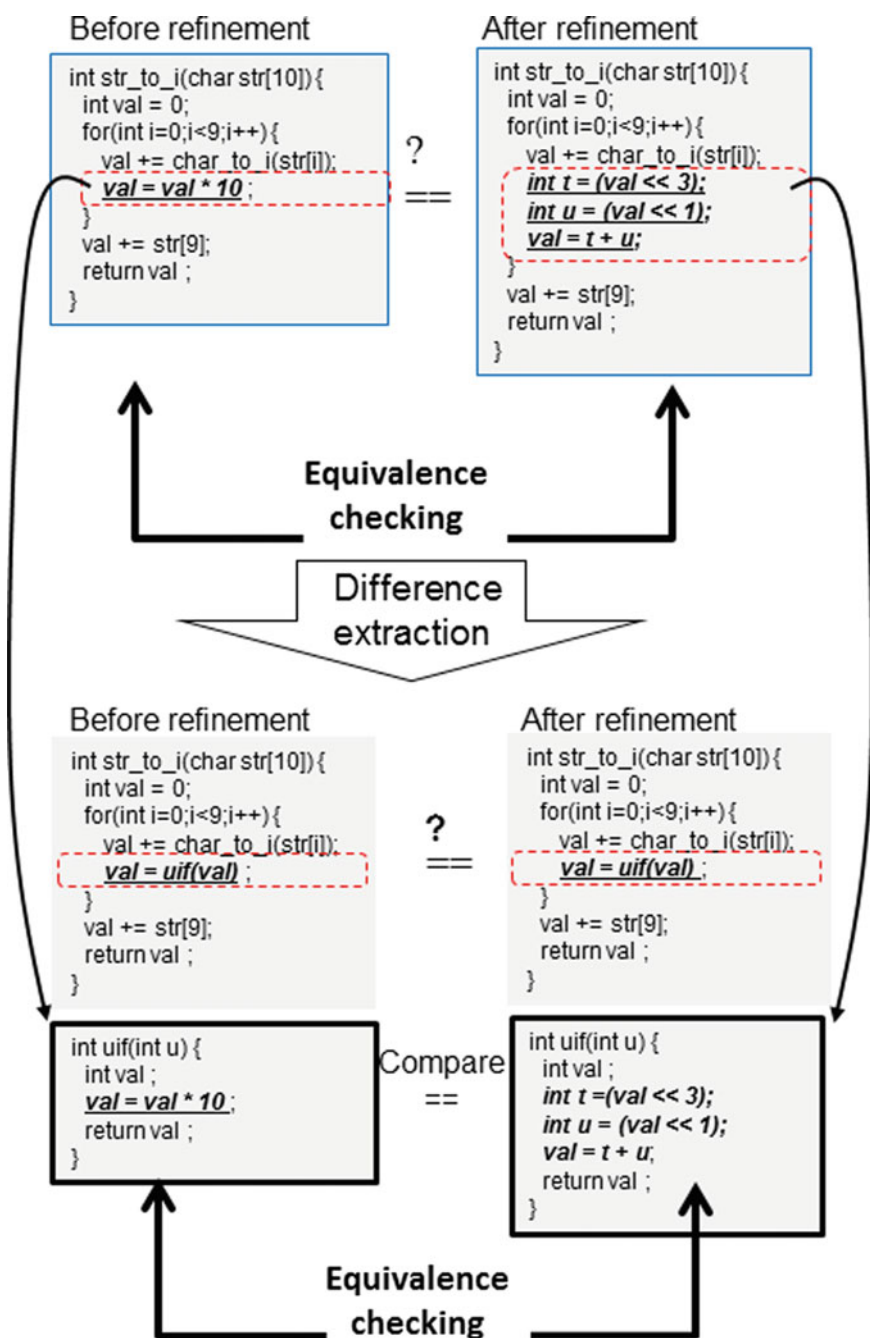 Before refinement
int str_to_i(char str[10]){
int val = 0;
for(int i=0;i<9;i++){
val += char_to_i(str[i]);
val = val * 10 ;
}
val += str[9];
return val ;
}
?
==
After refinement
int str_to_i(char str[10]){
int val = 0;
for(int i=0;i<9;i++){
val += char_to_i(str[i]);
int t = (val << 3);
int u = (val << 1);
val = t + u;
}
val += str[9];
return val ;
}
Equivalence
checking
Difference
extraction
Before refinement
int str_to_i(char str[10]){
int val = 0;
for(int i=0;i<9;i++){
val += char_to_i(str[i]);
val = uif(val) ;
}
val += str[9];
return val ;
}
?
==
After refinement
int str_to_i(char str[10]){
int val = 0;
for(int i=0;i<9;i++){
val += char_to_i(str[i]);
val = uif(val) ;
}
val += str[9];
return val ;
}
int uif(int u) {
int val ;
val = val * 10 ;
return val ;
}
Compare
==
int uif(int u) {
int val ;
int t =(val << 3);
int u = (val << 1);
val = t + u;
return val ;
}
Equivalence
checking